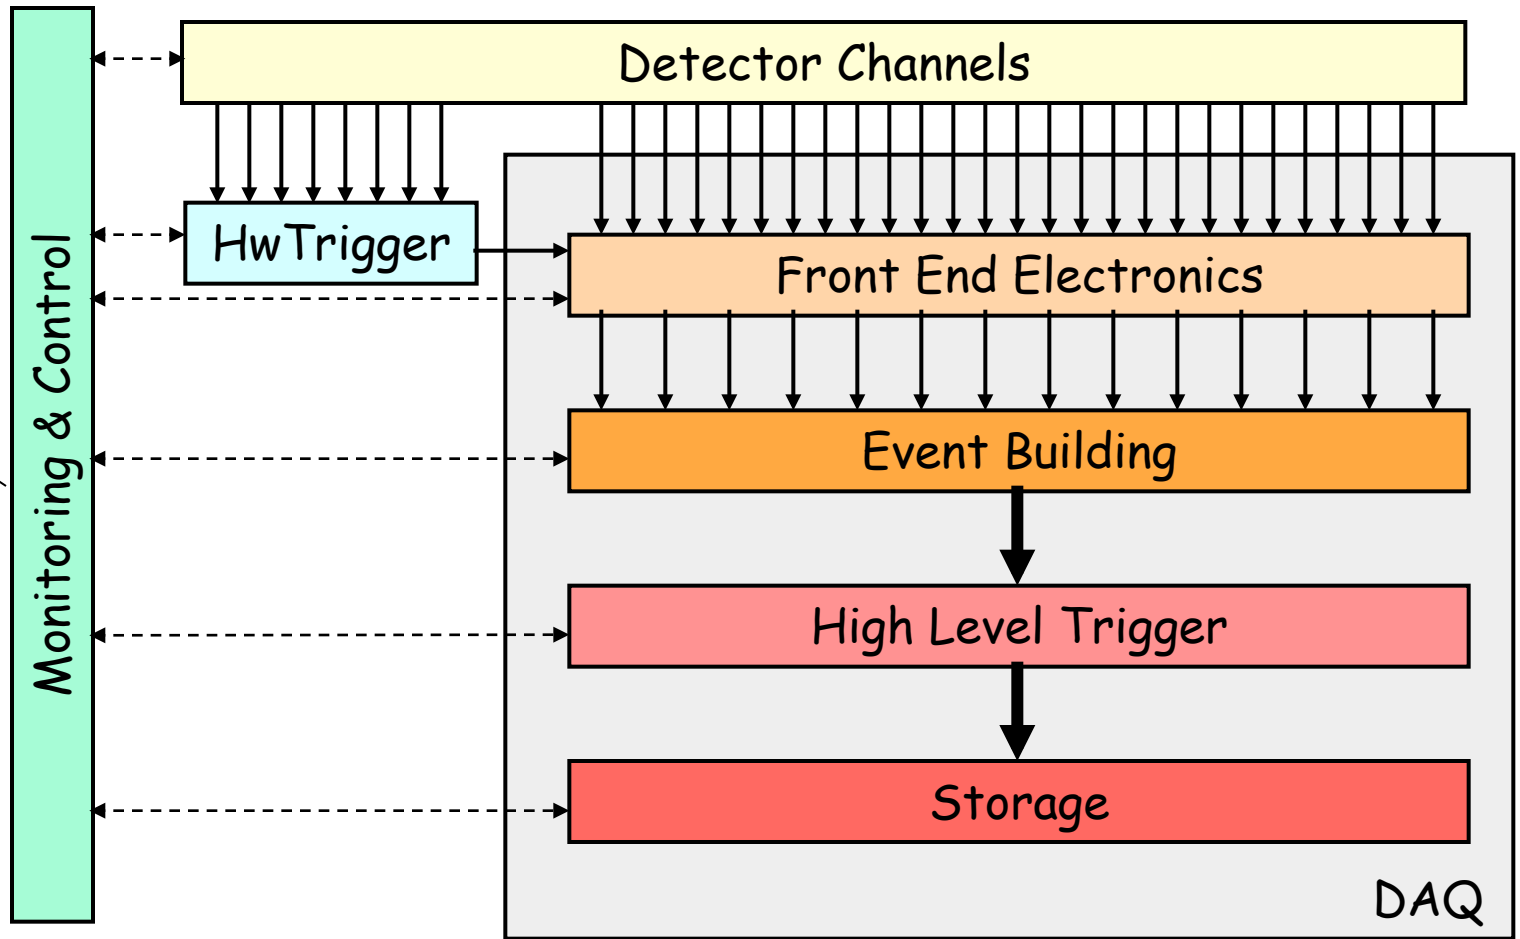 Detector Channels
HwTrigger
Front End Electronics
Monitoring & Control
Event Building
High Level Trigger
Storage
DAQ